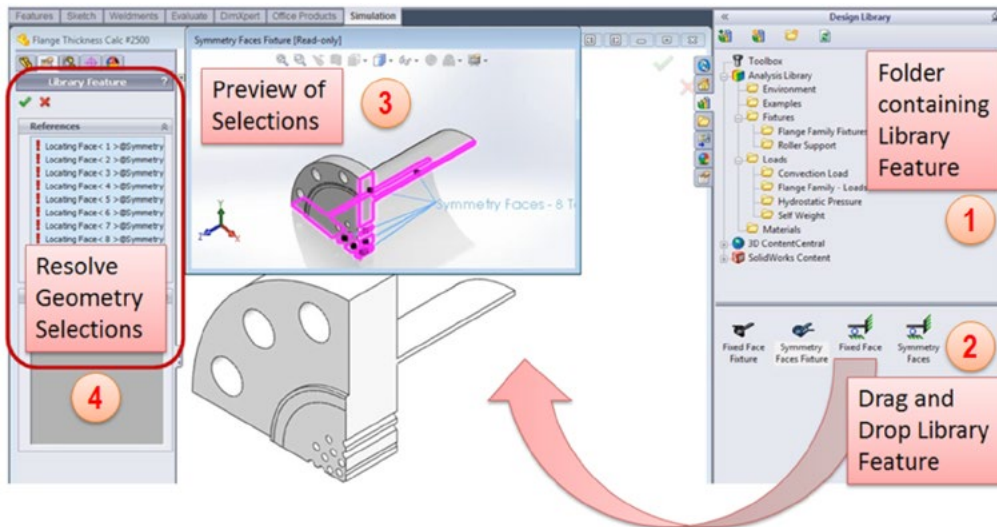 Features Sketch Weldments Evaluate DimXpert Office Products Simulation
Flange Thickness Calc #2500
Library Feature ?
References
Locating Face< 1 >@Symmetry
Locating Face< 2 >@Symmetry
Locating Face< 3 >@Symmetry
Locating Face< 4 >@Symmetry
Locating Face< 5 >@Symmetry
Locating Face< 6 >@Symmetry
Locating Face< 7 >@Symmetry
Locating Face< 8 >@Symmetry
Resolve
Geometry
Selections
4
Symmetry Faces Fixture [Read-only]
Preview of
Selections
3
Symmetry Faces - 8 T
Y
Z
X
Design Library
Toolbox
Analysis Library
Environment
Examples
Fixtures
Flange Family Fixtures
Roller Support
Loads
Convection Load
Flange Family - Loads
Hydrostatic Pressure
Self Weight
Materials
3D ContentCentral
SolidWorks Content
Folder
containing
Library
Feature
1
Fixed Face
Fixture
Symmetry
Faces Fixture
Fixed Face
Symmetry
Faces
2
Drag and
Drop Library
Feature